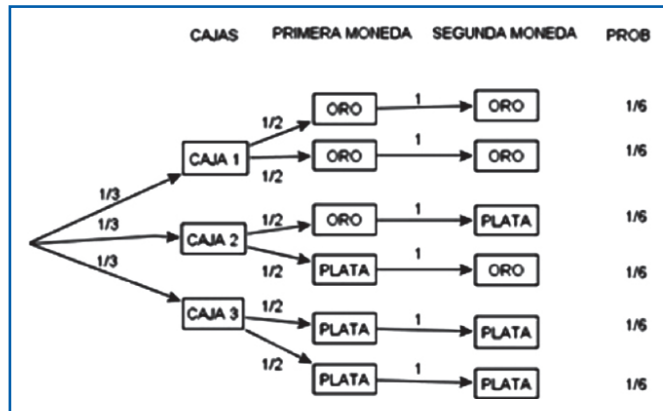 CAJAS PRIMERA MONEDA SEGUNDA MONEDA PROB
ORO 1 ORO 1/6
1/2
CAJA 1 ORO 1 ORO 1/6
1/2
1/3
ORO 1 PLATA 1/6
1/2
1/3
CAJA 2
1/2 PLATA 1 ORO 1/6
1/3
CAJA 3 1/2
PLATA 1 PLATA 1/6
1/2
PLATA 1 PLATA 1/6